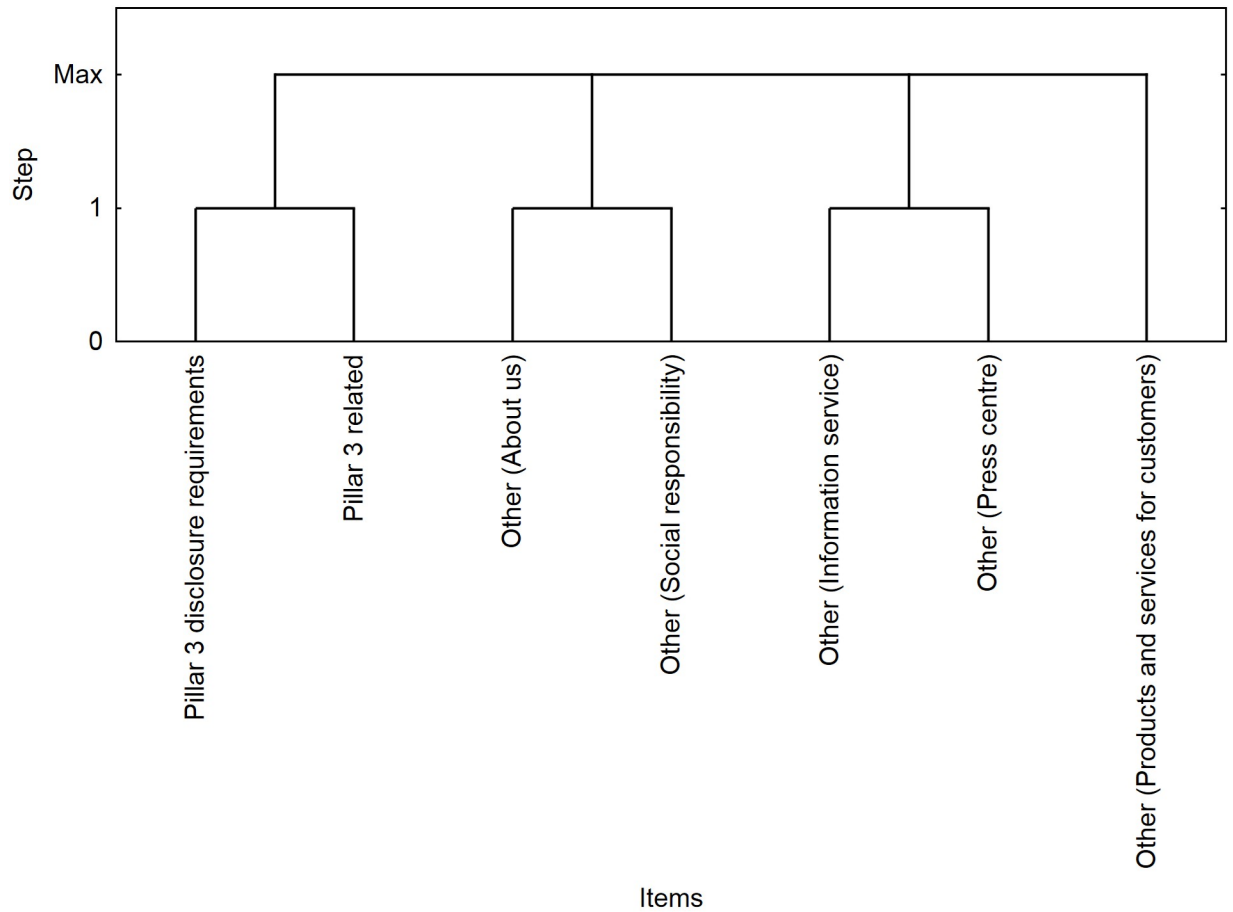 Max
Step
1
0
Pillar 3 disclosure requirements
Pillar 3 related
Other (About us)
Other (Social responsibility)
Other (Information service)
Other (Press centre)
Other (Products and services for customers)
Items